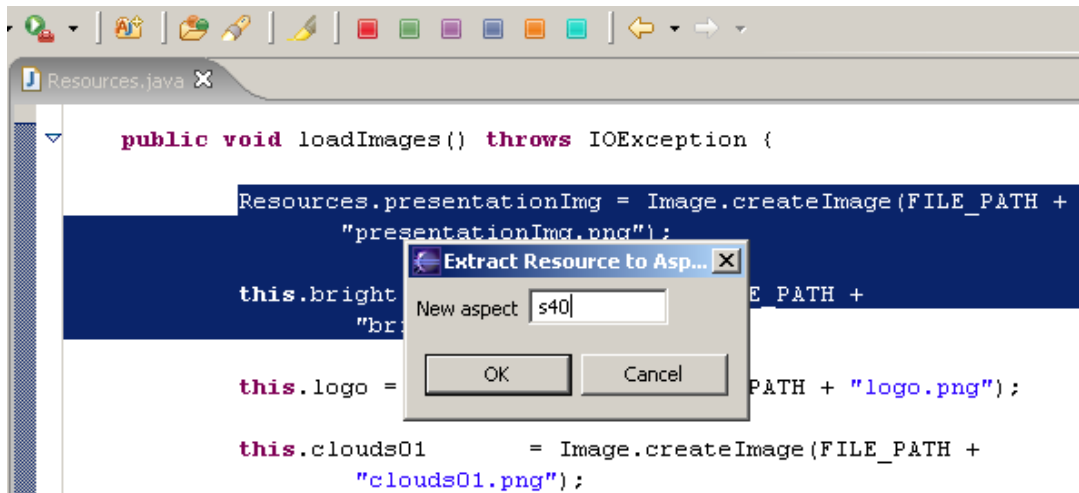 Resources.java
public void loadImages() throws IOException {
Resources.presentationImg = Image.createImage(FILE_PATH +
"presentationImg.png");
Extract Resource to Asp...
this.bright
PATH +
New aspect s40
OK Cancel
this.logo = PATH + "logo.png");
this.clouds01 = Image.createImage(FILE_PATH +
"clouds01.png");